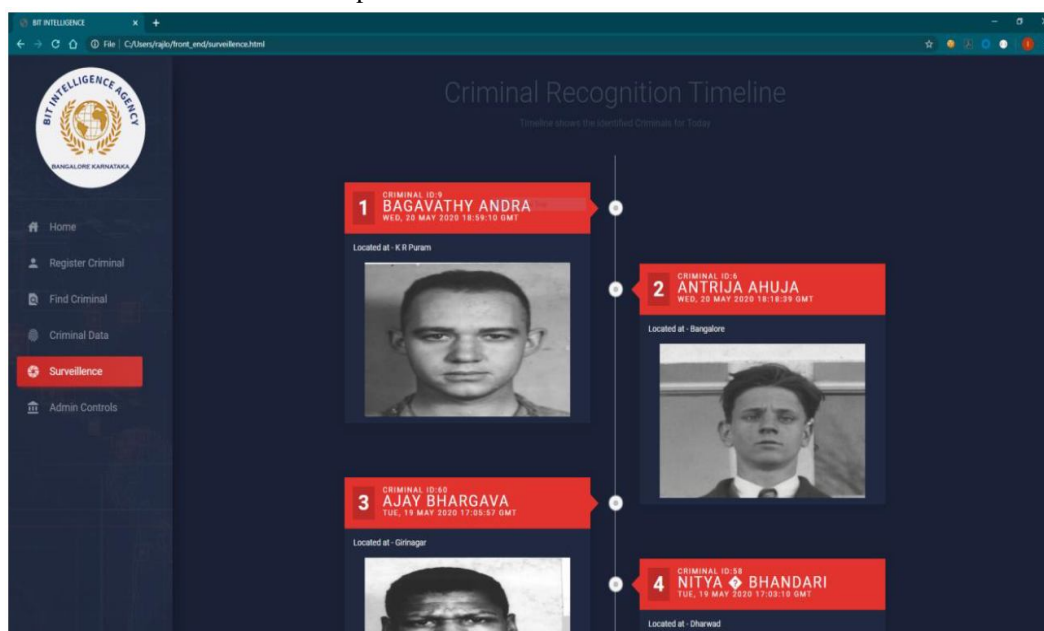 BIT INTELLIGENCE
File
C:/Users/rajlo/front_end/surveillence.html
BIT INTELLIGENCE AGENCY
BANGALORE KARNATAKA
Home
Register Criminal
Find Criminal
Criminal Data
Surveillence
Admin Controls
Criminal Recognition Timeline
Timeline shows the identified Criminals for Today
1
CRIMINAL ID:9
BAGAVATHY ANDRA
WED, 20 MAY 2020 18:59:10 GMT
Located at - K R Puram
2
CRIMINAL ID:6
ANTRIJA AHUJA
WED, 20 MAY 2020 18:18:39 GMT
Located at - Bangalore
3
CRIMINAL ID:60
AJAY BHARGAVA
TUE, 19 MAY 2020 17:05:57 GMT
Located at - Girinagar
4
CRIMINAL ID:58
NITYA � BHANDARI
TUE, 19 MAY 2020 17:03:10 GMT
Located at - Dharwad